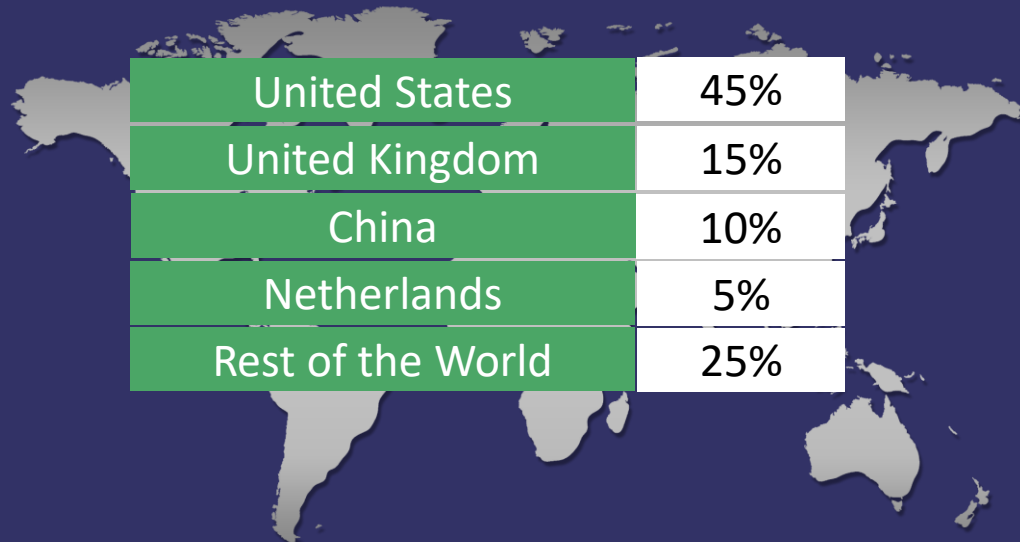 United States 45%
United Kingdom 15%
China 10%
Netherlands 5%
Rest of the World 25%